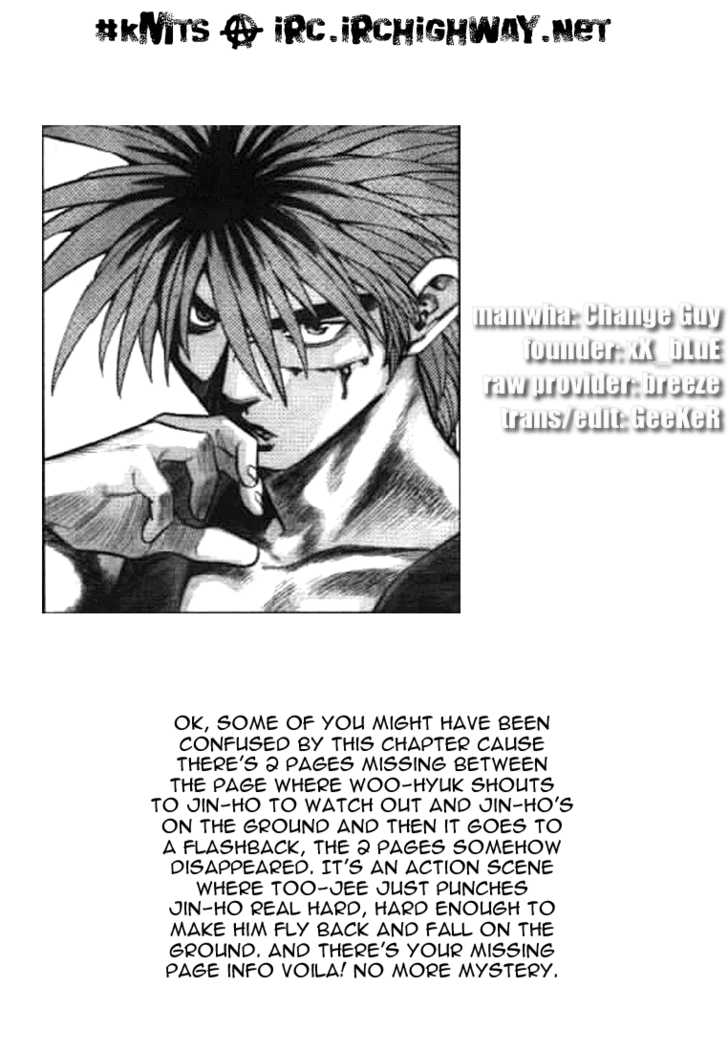 #kMTs @ iRC.iRCHiGHWAY.NeT
manwha: Change Guy
founder: xX_bLuE
raw provider: breeze
trans/edit: GeeKeR
OK, SOME OF YOU MIGHT HAVE BEEN
CONFUSED BY THIS CHAPTER CAUSE
THERE'S 2 PAGES MISSING BETWEEN
THE PAGE WHERE WOO-HYUK SHOUTS
TO JIN-HO TO WATCH OUT AND JIN-HO'S
ON THE GROUND AND THEN IT GOES TO
A FLASHBACK, THE 2 PAGES SOMEHOW
DISAPPEARED. IT'S AN ACTION SCENE
WHERE TOO-JEE JUST PUNCHES
JIN-HO REAL HARD, HARD ENOUGH TO
MAKE HIM FLY BACK AND FALL ON THE
GROUND. AND THERE'S YOUR MISSING
PAGE INFO VOILA! NO MORE MYSTERY.